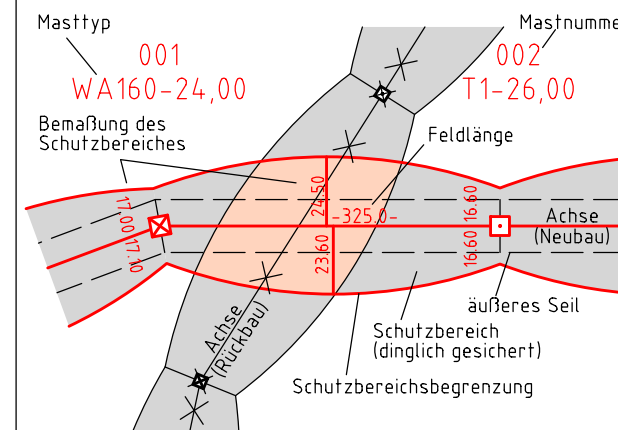 Masttyp
Mastnumme
001
002
WA160-24,00
T1-26,00
Bemaßung des
Schutzbereiches
Feldlänge
17.00
17.10
24.50
-325.0-
23.60
16.60
16.60
Achse
(Neubau)
äußeres Seil
Achse
(Rückbau)
Schutzbereich
(dinglich gesichert)
Schutzbereichsbegrenzung